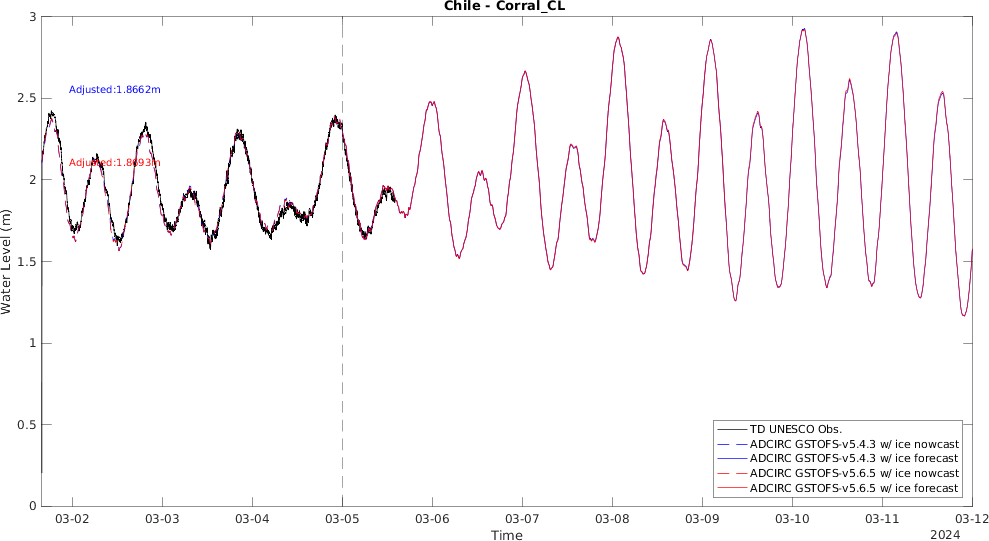 Chile - Corral_CL
3
2.5
2
1.5
1
0.5
0
Water Level (m)
Adjusted:1.8662m
Adjusted:1.8693m
TD UNESCO Obs.
ADCIRC GSTOFS-v5.4.3 w/ ice nowcast
ADCIRC GSTOFS-v5.4.3 w/ ice forecast
ADCIRC GSTOFS-v5.6.5 w/ ice nowcast
ADCIRC GSTOFS-v5.6.5 w/ ice forecast
03-02 03-03 03-04 03-05 03-06 03-07 03-08 03-09 03-10 03-11 03-12
Time
2024